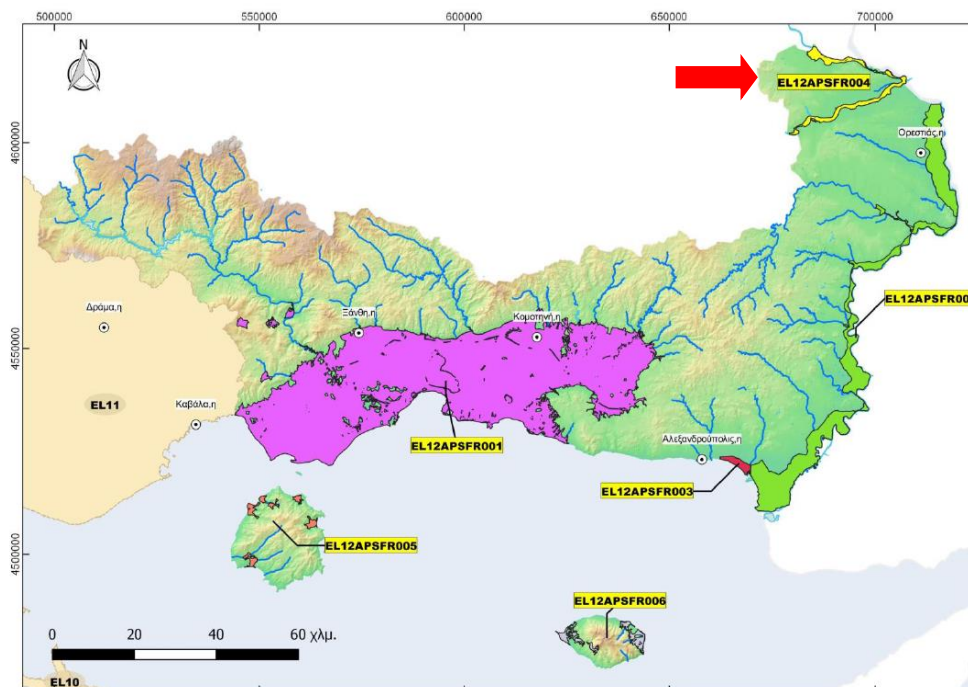 500000
550000
600000
650000
700000
N
EL12APSFR004
4600000
Ορεστιάς,η
EL12APSFR00
Δράμα,η
Ξάνθη,η
Κομοτηνή,η
4550000
EL11
Καβάλα,η
EL12APSFR001
Αλεξανδρούπολις,η
EL12APSFR003
4500000
EL12APSFR005
EL12APSFR006
0 20 40 60 χλμ.
EL10